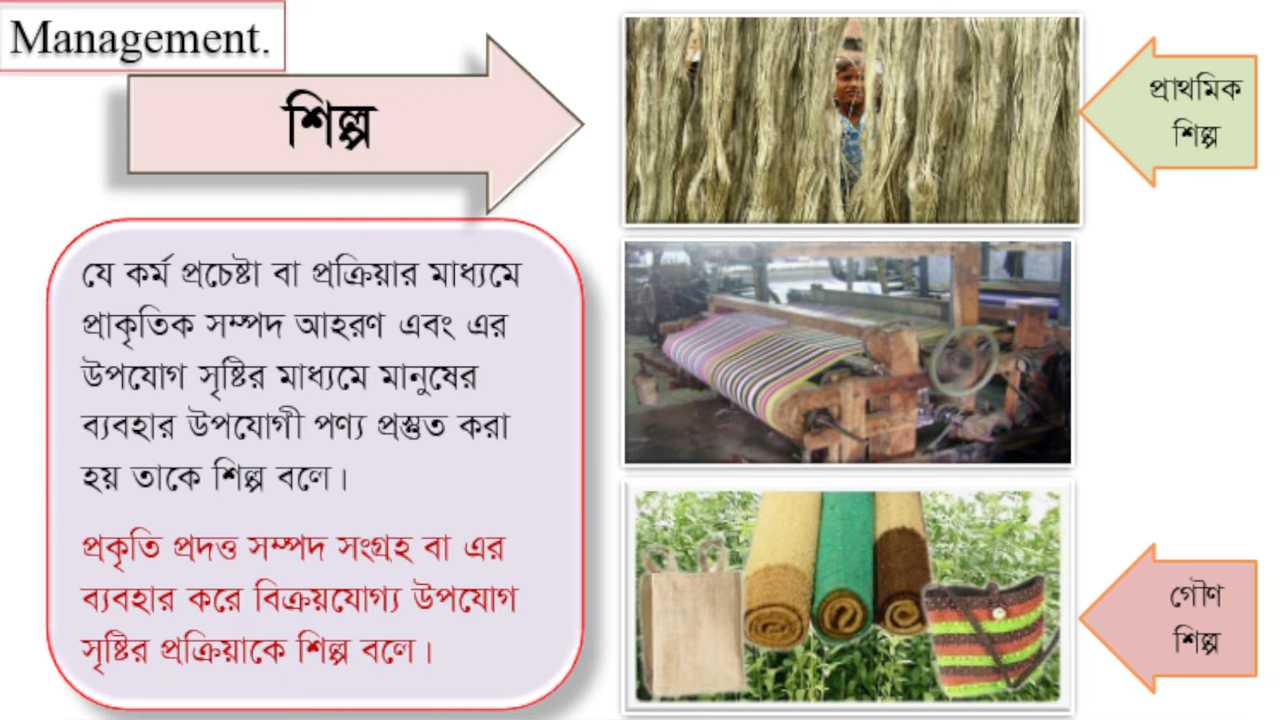 Management.
শিল্প
যে কর্ম প্রচেষ্টা বা প্রক্রিয়ার মাধ্যমে
প্রাকৃতিক সম্পদ আহরণ এবং এর
উপযোগ সৃষ্টির মাধ্যমে মানুষের
ব্যবহার উপযোগী পণ্য প্রস্তুত করা
হয় তাকে শিল্প বলে।
প্রকৃতি প্রদত্ত সম্পদ সংগ্রহ বা এর
ব্যবহার করে বিক্রয়যোগ্য উপযোগ
সৃষ্টির প্রক্রিয়াকে শিল্প বলে।
প্রাথমিক
শিল্প
গৌণ
শিল্প